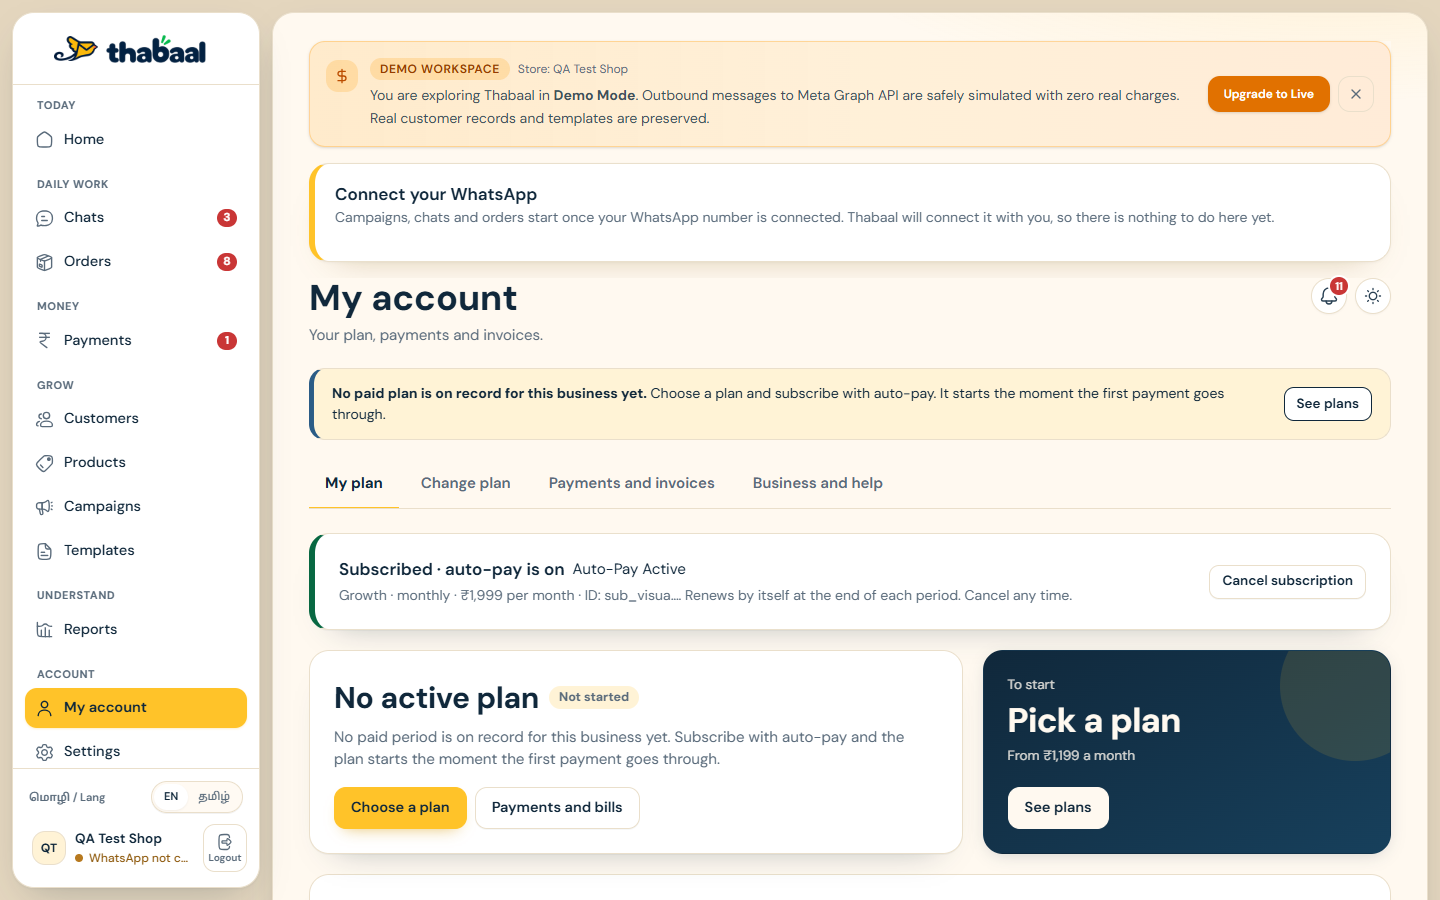 thabaal
TODAY
Home
DAILY WORK
Chats 3
Orders 8
MONEY
Payments 1
GROW
Customers
Products
Campaigns
Templates
UNDERSTAND
Reports
ACCOUNT
My account
Settings
மொழி / Lang EN தமிழ்
QT QA Test Shop
WhatsApp not c...
Logout
$ DEMO WORKSPACE Store: QA Test Shop
You are exploring Thabaal in Demo Mode. Outbound messages to Meta Graph API are safely simulated with zero real charges.
Real customer records and templates are preserved.
Upgrade to Live
Connect your WhatsApp
Campaigns, chats and orders start once your WhatsApp number is connected. Thabaal will connect it with you, so there is nothing to do here yet.
My account
11
Your plan, payments and invoices.
No paid plan is on record for this business yet. Choose a plan and subscribe with auto-pay. It starts the moment the first payment goes
through.
See plans
My plan Change plan Payments and invoices Business and help
Subscribed · auto-pay is on Auto-Pay Active
Growth · monthly · ₹1,999 per month · ID: sub_visua.... Renews by itself at the end of each period. Cancel any time.
Cancel subscription
No active plan Not started
No paid period is on record for this business yet. Subscribe with auto-pay and the
plan starts the moment the first payment goes through.
Choose a plan Payments and bills
To start
Pick a plan
From ₹1,199 a month
See plans